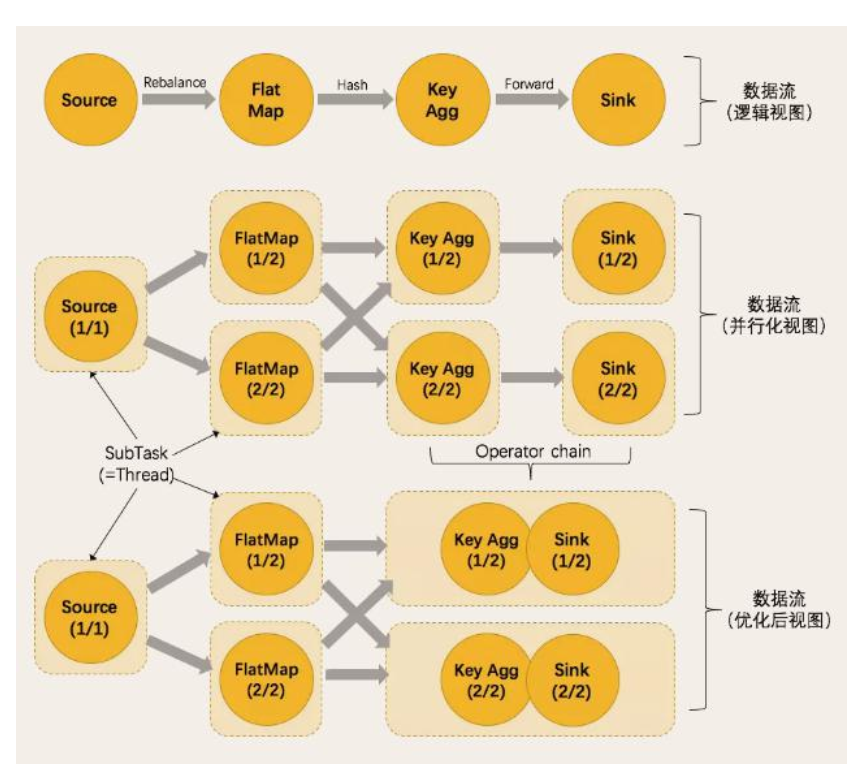 Rebalance
Hash
Forward
Source
Flat
Map
Key
Agg
Sink
数据流
(逻辑视图)
FlatMap
(1/2)
Key Agg
(1/2)
Sink
(1/2)
Source
(1/1)
数据流
(并行化视图)
FlatMap
(2/2)
Key Agg
(2/2)
Sink
(2/2)
SubTask
(=Thread)
Operator chain
FlatMap
(1/2)
Key Agg
(1/2)
Sink
(1/2)
Source
(1/1)
数据流
(优化后视图)
FlatMap
(2/2)
Key Agg
(2/2)
Sink
(2/2)